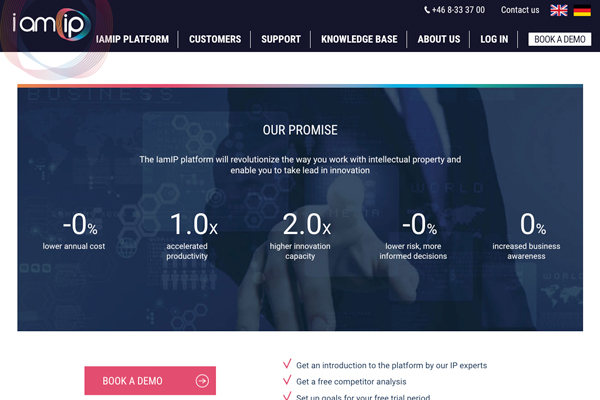 +46 8-33 37 00 Contact us
iamip
IAMIP PLATFORM CUSTOMERS SUPPORT KNOWLEDGE BASE ABOUT US LOG IN BOOK A DEMO
BUSINESS
OUR PROMISE
The IamIP platform will revolutionize the way you work with intellectual property and
enable you to take lead in innovation
WORLD
-0% 1.0X 2.0X -0% 0%
lower annual cost accelerated higher innovation lower risk, more increased business
productivity capacity informed decisions awareness
WORLD
BOOK A DEMO
Get an introduction to the platform by our IP experts
Get a free competitor analysis
Set up goals for your free trial period